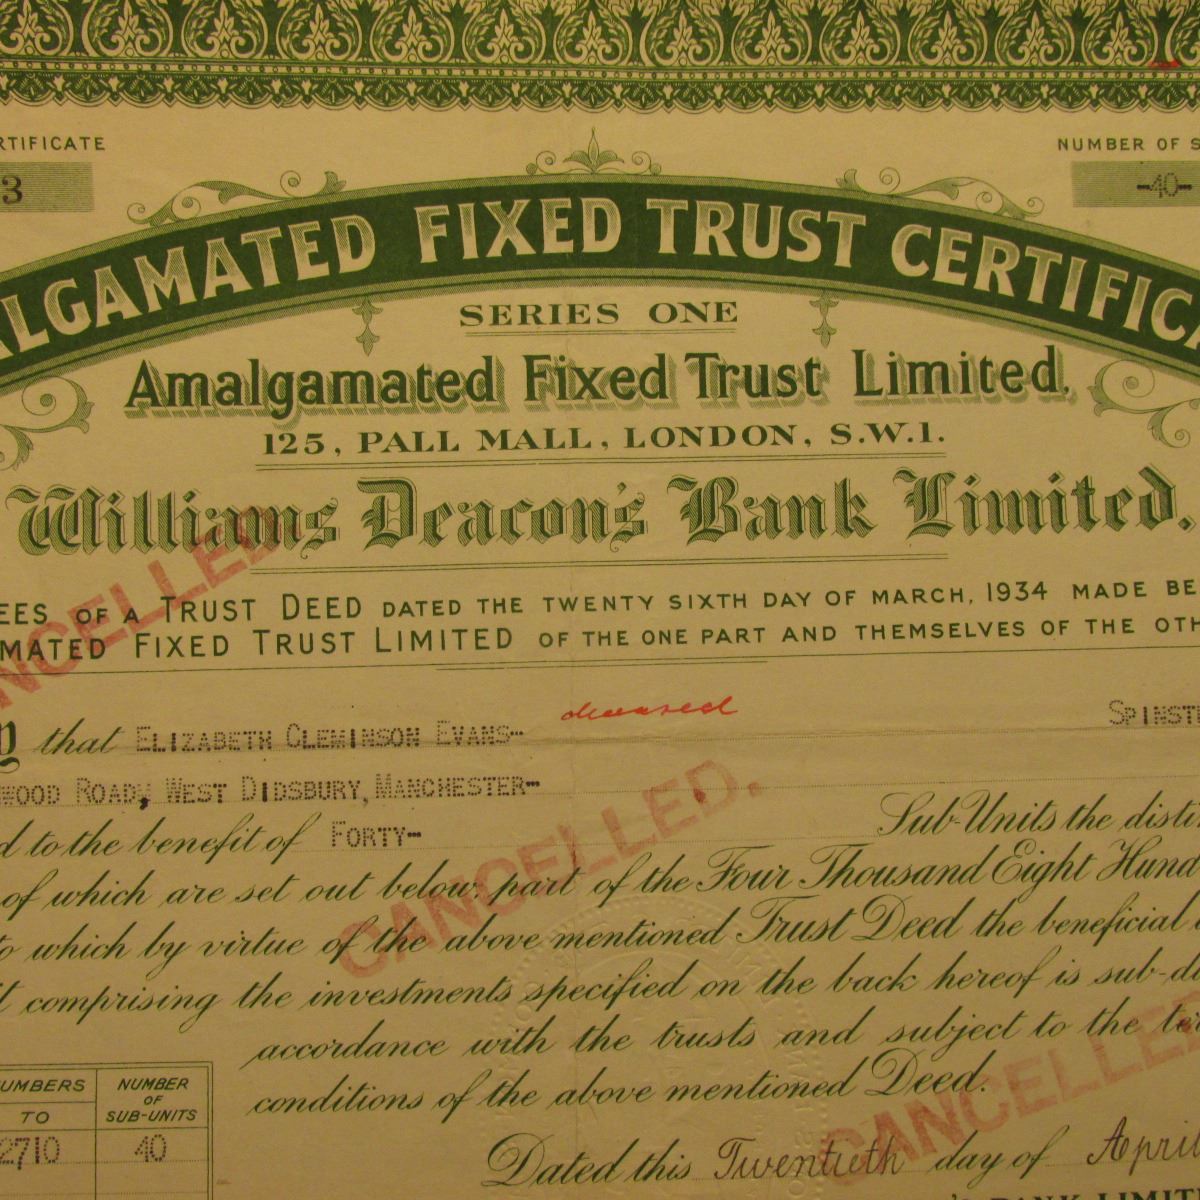 RTIFICATE
NUMBER OF S
3
-40-
ALGAMATED FIXED TRUST CERTIFICA
SERIES ONE
Amalgamated Fixed Trust Limited,
125, PALL MALL, LONDON, S.W.1.
Williams Deacon's Bank Limited.
CANCELLED.
EES OF A TRUST DEED DATED THE TWENTY SIXTH DAY OF MARCH, 1934 MADE BE
MATED FIXED TRUST LIMITED OF THE ONE PART AND THEMSELVES OF THE OTH
deceased
y that ELIZABETH CLEMINSON EVANS-- SPINST
WOOD ROAD, WEST DIDSBURY, MANCHESTER--
d to the benefit of FORTY-- Sub-Units the disti
CANCELLED.
of which are set out below, part of the Four Thousand Eight Hund
o which by virtue of the above mentioned Trust Deed the beneficial
t comprising the investments specified on the back hereof is sub-d
accordance with the trusts and subject to the te
conditions of the above mentioned Deed.
CANCELLED
UMBERS NUMBER OF SUB-UNITS
TO
2710 40
Dated this Twentieth day of April
'S BANK LIMIT